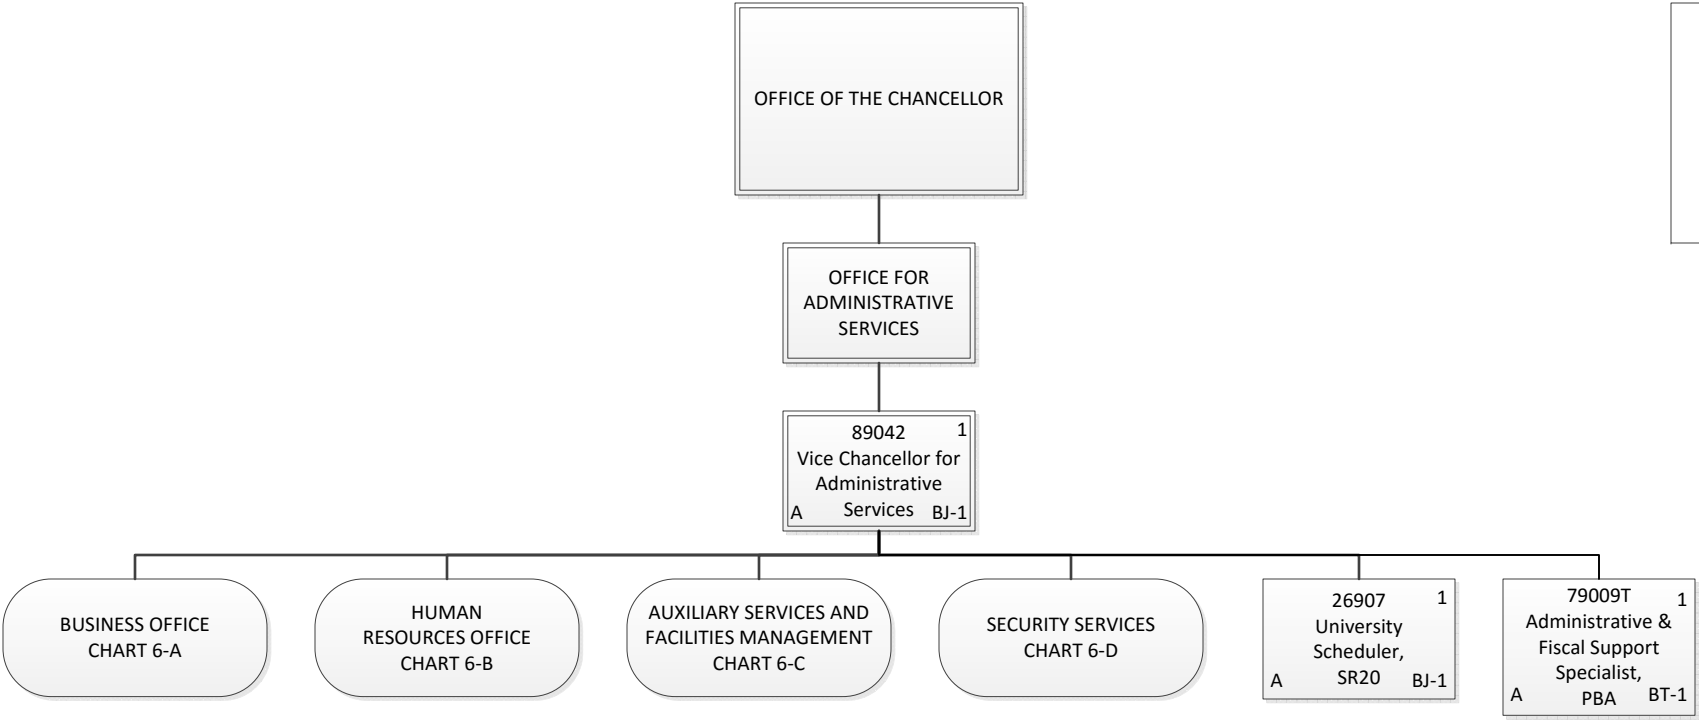 OFFICE OF THE CHANCELLOR
OFFICE FOR
ADMINISTRATIVE
SERVICES
89042 1
Vice Chancellor for
Administrative
A Services BJ-1
BUSINESS OFFICE
CHART 6-A
HUMAN
RESOURCES OFFICE
CHART 6-B
AUXILIARY SERVICES AND
FACILITIES MANAGEMENT
CHART 6-C
SECURITY SERVICES
CHART 6-D
26907 1
University
Scheduler,
SR20
A BJ-1
79009T 1
Administrative &
Fiscal Support
Specialist,
A PBA BT-1